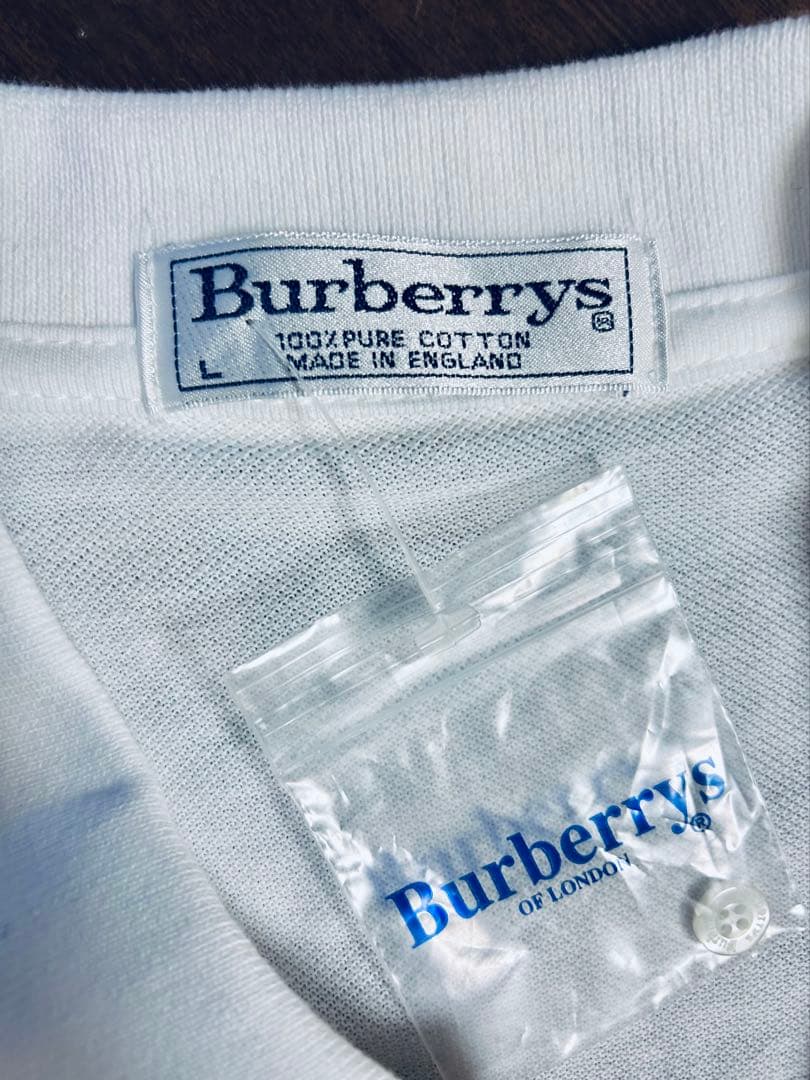 Burberrys
®
100% PURE COTTON
L MADE IN ENGLAND
Burberrys®
OF LONDON